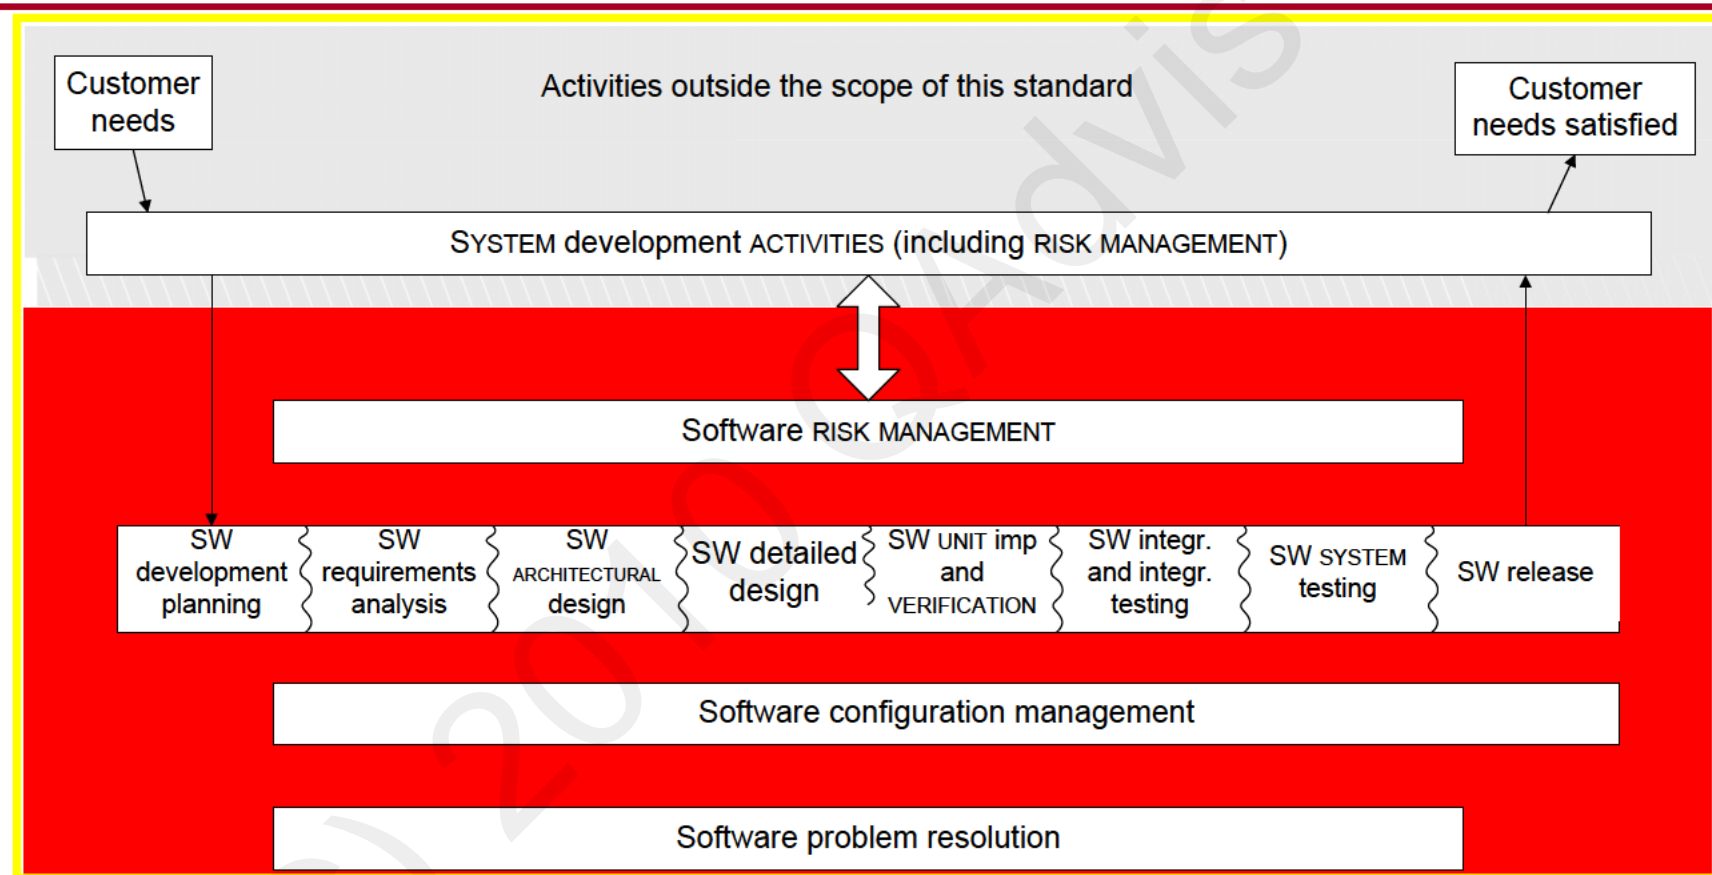 Customer
needs
Activities outside the scope of this standard
Customer
needs satisfied
SYSTEM development ACTIVITIES (including RISK MANAGEMENT)
Software RISK MANAGEMENT
SW
development
planning
SW
requirements
analysis
SW
ARCHITECTURAL
design
SW detailed
design
SW UNIT imp
and
VERIFICATION
SW integr.
and integr.
testing
SW SYSTEM
testing
SW release
Software configuration management
Software problem resolution
) 2010 QAdvis